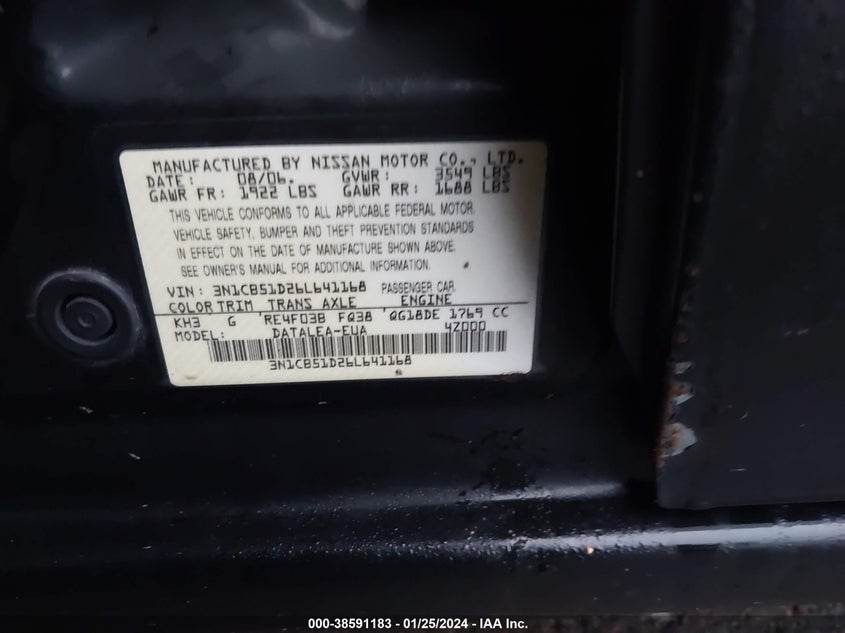 MANUFACTURED BY NISSAN MOTOR CO., LTD.
DATE: 08/06. GVWR: 3549 LBS
GAWR FR: 1922 LBS GAWR RR: 1688 LBS
THIS VEHICLE CONFORMS TO ALL APPLICABLE FEDERAL MOTOR
VEHICLE SAFETY, BUMPER AND THEFT PREVENTION STANDARDS
IN EFFECT ON THE DATE OF MANUFACTURE SHOWN ABOVE.
SEE OWNER'S MANUAL FOR ADDITIONAL INFORMATION.
VIN: 3N1CB51D26L641168 PASSENGER CAR
COLOR TRIM TRANS AXLE ENGINE
KH3 G RE4F03B FQ38 QG18DE 1769 CC
MODEL: DATALEA-EUA 4Z000
3N1CB51D26L641168
000-38591183 - 01/25/2024 - IAA Inc.